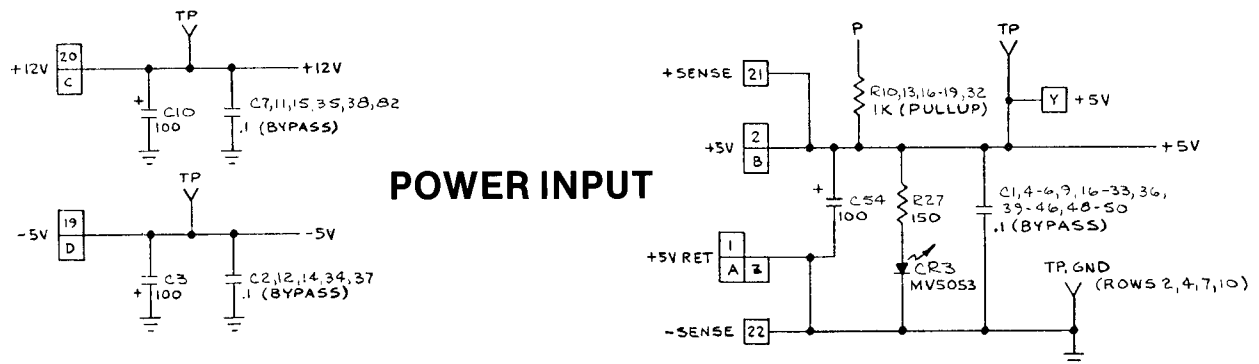 TP
20
+12V
C
+12V
+
C10
100
C7,11,15,35,38,82
.1 (BYPASS)
TP
19
-5V
D
-5V
C3
+
100
C2,12,14,34,37
.1 (BYPASS)
POWER INPUT
P
TP
+SENSE
21
R10,13,16-19,32
1K (PULLUP)
Y
+5V
2
+5V
B
+5V
+
C54
100
R27
150
C1,4-6,9,16-33,36,
39-46,48-50
.1 (BYPASS)
1
+5V RET
A
Z
CR3
MV5053
TP, GND
(ROWS 2,4,7,10)
-SENSE
22